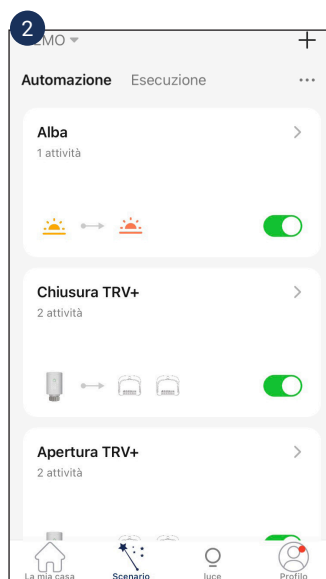 2
EMO
Automazione Esecuzione
Alba
1 attività
Chiusura TRV+
2 attività
Apertura TRV+
2 attività
La mia casa Scenario luce Profilo